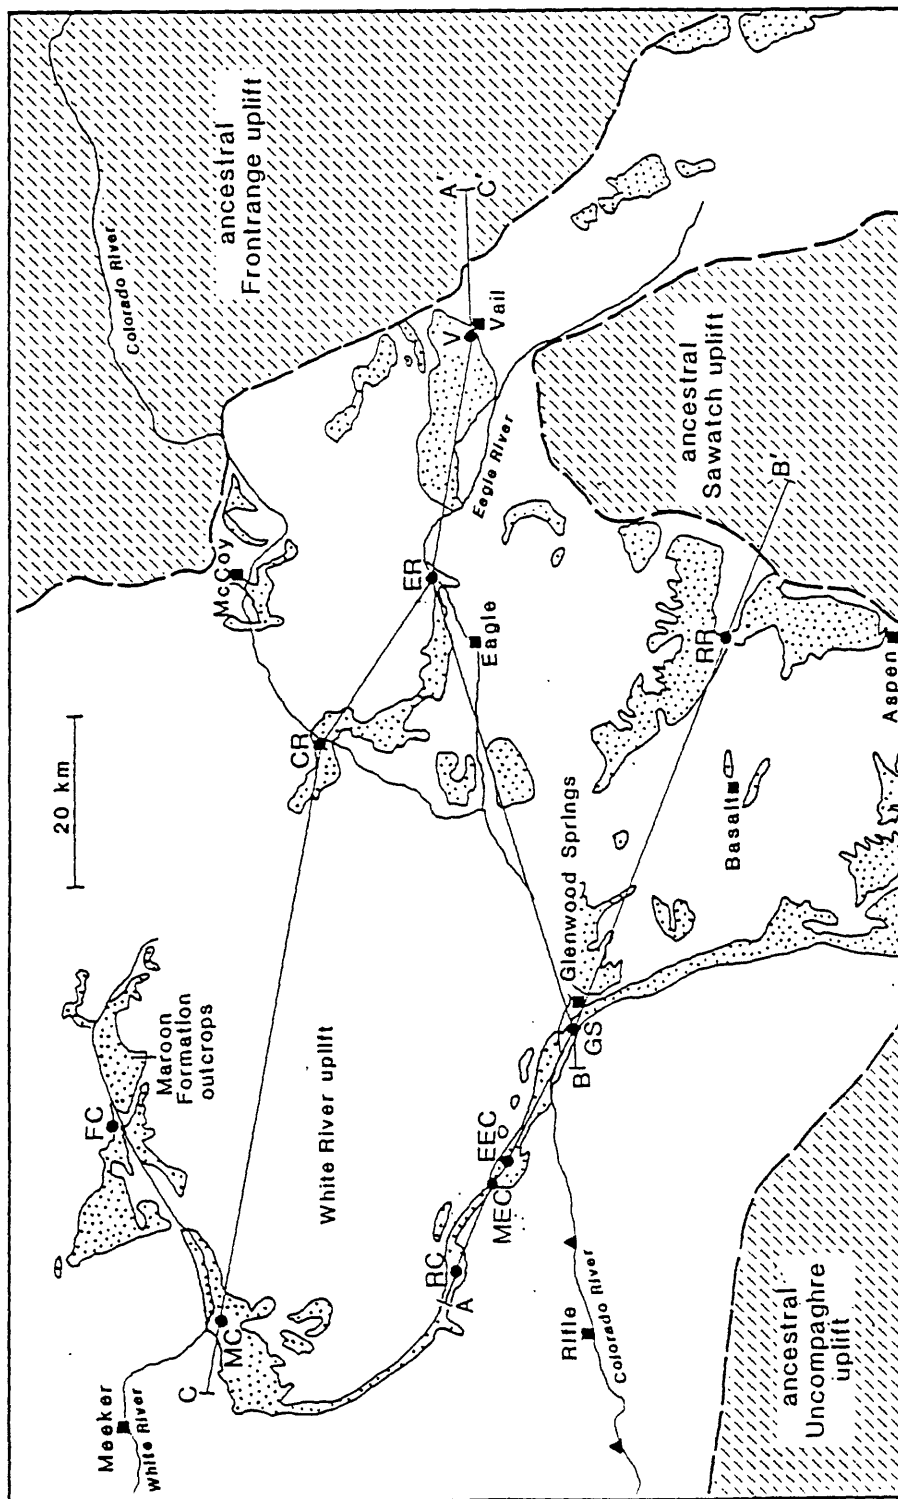 ancestral
Frontrange uplift
Colorado River
A'
C'
V
Vail
Eagle River
ancestral
Sawatch uplift
B'
McCoy
ER
Eagle
RR
Aspen
CR
20 km
Basalt
Glenwood Springs
GS
B
Maroon
Formation
outcrops
FC
White River uplift
EEC
MEC
RC
A
MC
C
Meeker
White River
Rifle
Colorado River
ancestral
Uncompaghre
uplift